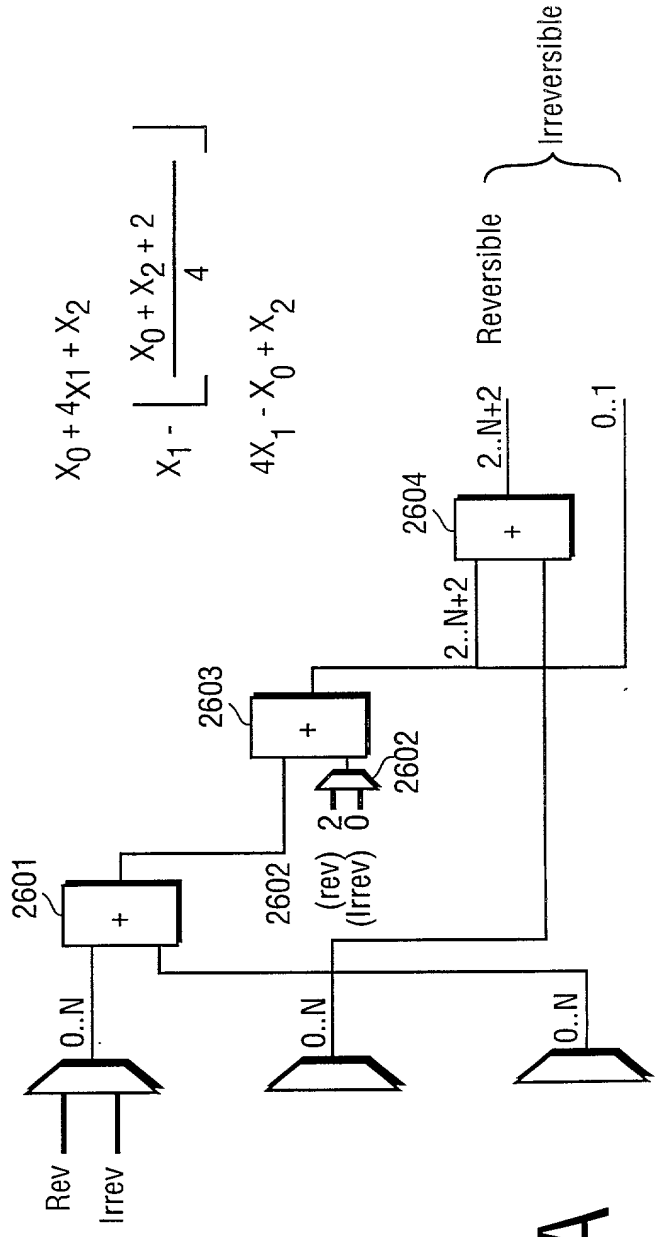 X0 + 4X1 + X2
X1 - ⌊ X0 + X2 + 2 / 4 ⌋
4X1 - X0 + X2
Rev
Irrev
0..N
2601
+
0..N
0..N
2602
(rev) 2
(Irrev) 0
2602
2603
+
2..N+2
2604
+
2..N+2
0..1
Reversible
Irreversible
A